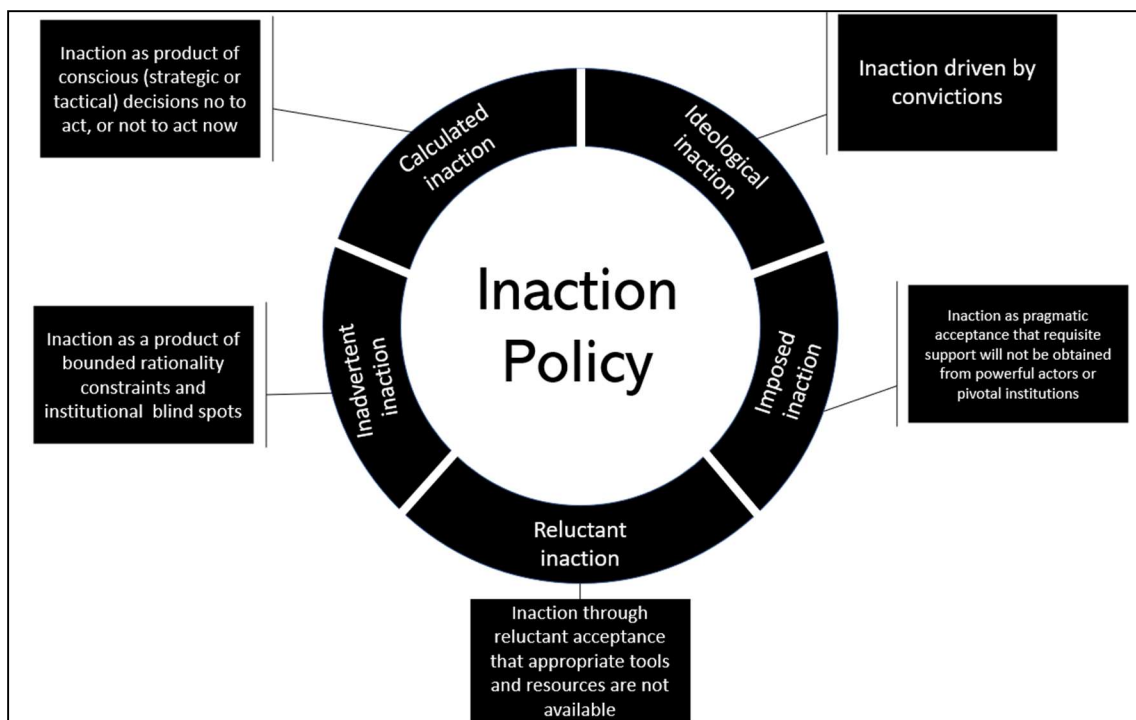 Inaction as product of
conscious (strategic or
tactical) decisions no to
act, or not to act now
Calculated
inaction
Ideological
inaction
Inaction driven by
convictions
Inaction
Policy
Inaction as a product of
bounded rationality
constraints and
institutional blind spots
Inadvertent
inaction
Imposed
inaction
Inaction as pragmatic
acceptance that requisite
support will not be obtained
from powerful actors or
pivotal institutions
Reluctant
inaction
Inaction through
reluctant acceptance
that appropriate tools
and resources are not
available